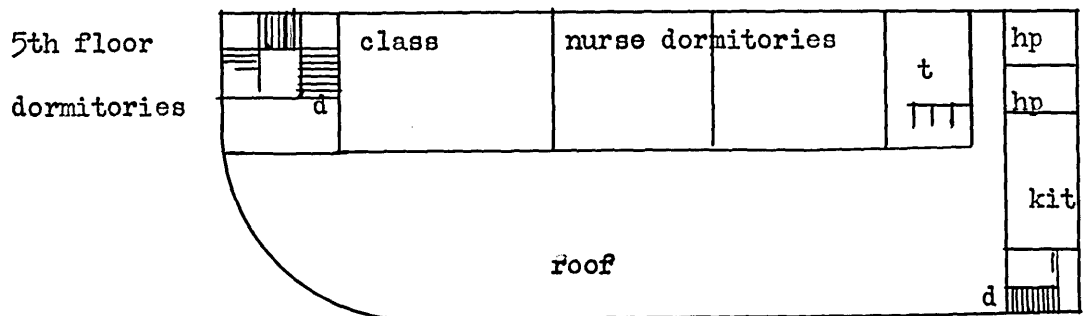 5th floor
dormitories
class
nurse dormitories
t
hp
hp
d
kit
roof
d